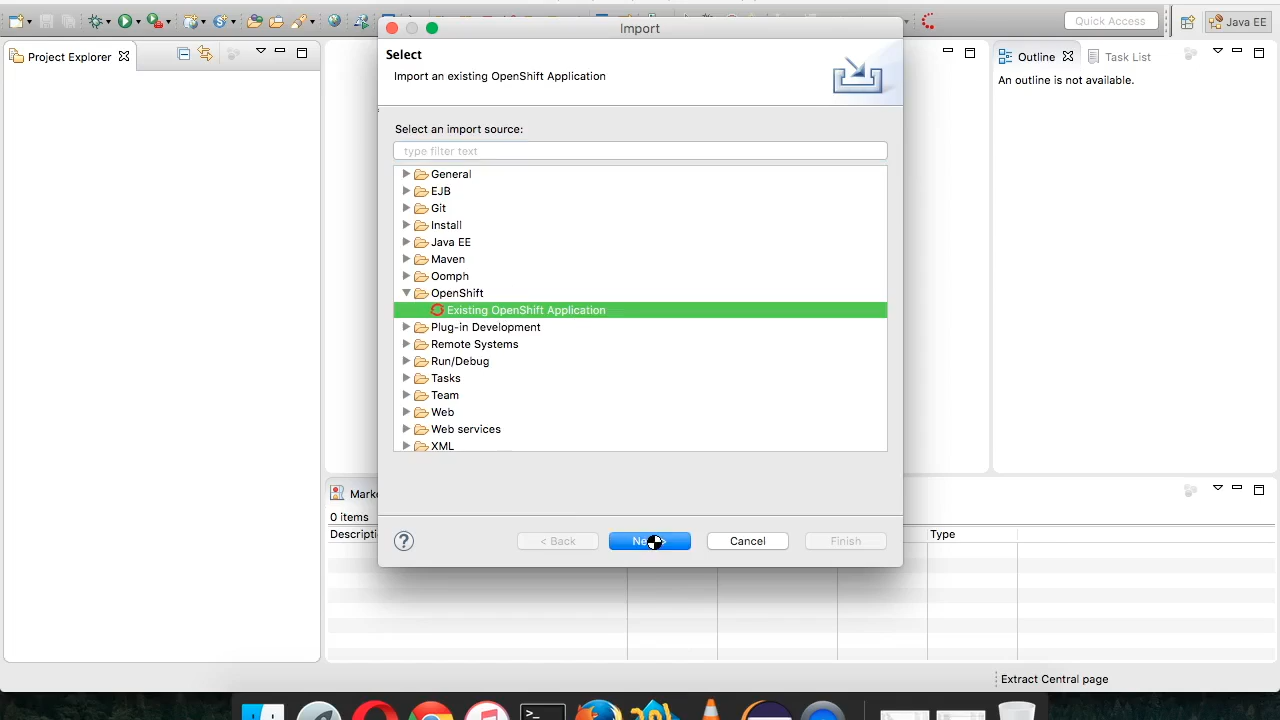 Import
Quick Access
Java EE
Project Explorer
Select
Import an existing OpenShift Application
Outline
Task List
An outline is not available.
Select an import source:
type filter text
General
EJB
Git
Install
Java EE
Maven
Oomph
OpenShift
Existing OpenShift Application
Plug-in Development
Remote Systems
Run/Debug
Tasks
Team
Web
Web services
XML
0 items
Type
?
< Back
Cancel
Finish
Extract Central page